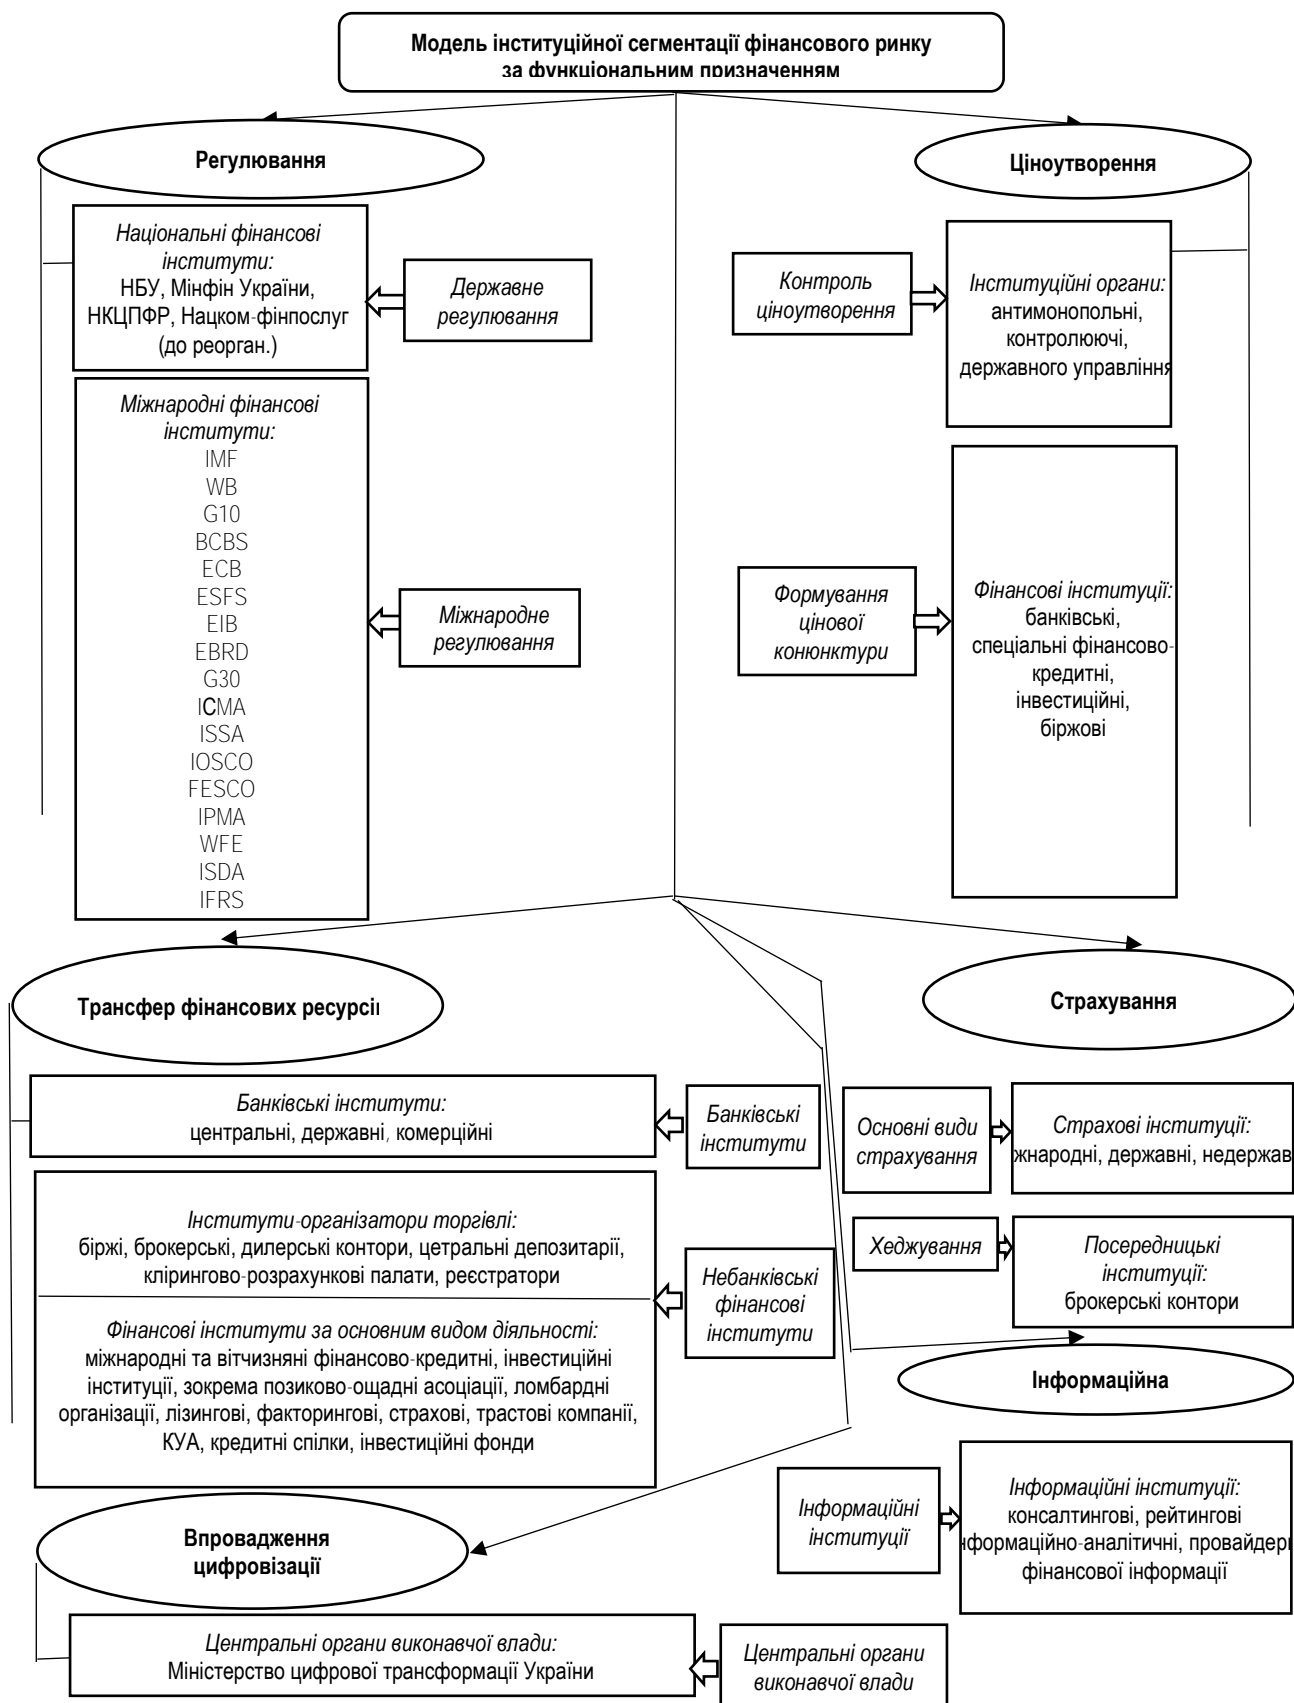 Модель інституційної сегментації фінансового ринку
за функціональним призначенням
Регулювання
Ціноутворення
Національні фінансові
інститути:
НБУ, Мінфін України,
НКЦПФР, Нацком-фінпослуг
(до реорган.)
Державне
регулювання
Контроль
ціноутворення
Інституційні органи:
антимонопольні,
контролюючі,
державного управління
Міжнародні фінансові
інститути:
IMF
WB
G10
BCBS
ECB
ESFS
EIB
EBRD
G30
ICMA
ISSA
IOSCO
FESCO
IPMA
WFE
ISDA
IFRS
Міжнародне
регулювання
Формування
цінової
конюнктури
Фінансові інституції:
банківські,
спеціальні фінансово-
кредитні,
інвестиційні,
біржові
Трансфер фінансових ресурсі
Страхування
Банківські інститути:
центральні, державні, комерційні
Банківські
інститути
Основні види
страхування
Страхові інституції:
жнародні, державні, недержав
Інститути-організатори торгівлі:
біржі, брокерські, дилерські контори, цетральні депозитарії,
клірингово-розрахункові палати, реєстратори
Фінансові інститути за основним видом діяльності:
міжнародні та вітчизняні фінансово-кредитні, інвестиційні
інституції, зокрема позиково-ощадні асоціації, ломбардні
організації, лізингові, факторингові, страхові, трастові компанії,
КУА, кредитні спілки, інвестиційні фонди
Небанківські
фінансові
інститути
Хеджування
Посередницькі
інституції:
брокерські контори
Інформаційна
Інформаційні
інституції
Інформаційні інституції:
консалтингові, рейтингові
нформаційно-аналітичні, провайдери
фінансової інформації
Впровадження
цифровізації
Центральні органи виконавчої влади:
Міністерство цифрової трансформації України
Центральні органи
виконавчої влади